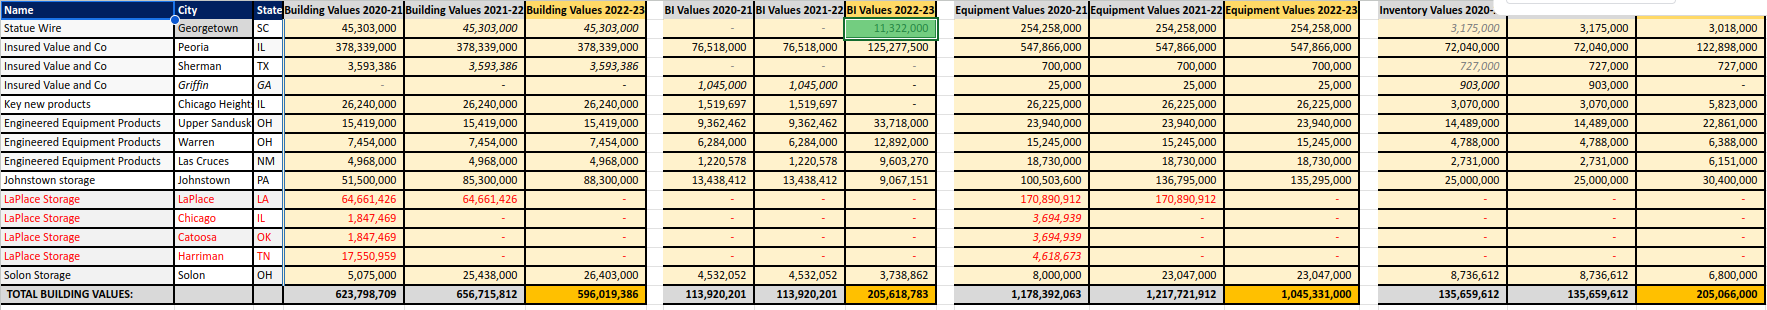 Name City State Building Values 2020-21 Building Values 2021-22 Building Values 2022-23 BI Values 2020-21 BI Values 2021-22 BI Values 2022-23 Equipment Values 2020-21 Equipment Values 2021-22 Equipment Values 2022-23 Inventory Values 2020-
Statue Wire Georgetown SC 45,303,000 45,303,000 45,303,000 - - 11,322,000 254,258,000 254,258,000 254,258,000 3,175,000 3,175,000 3,018,000
Insured Value and Co Peoria IL 378,339,000 378,339,000 378,339,000 76,518,000 76,518,000 125,277,500 547,866,000 547,866,000 547,866,000 72,040,000 72,040,000 122,898,000
Insured Value and Co Sherman TX 3,593,386 3,593,386 3,593,386 - - - 700,000 700,000 700,000 727,000 727,000 727,000
Insured Value and Co Griffin GA - - - 1,045,000 1,045,000 - 25,000 25,000 25,000 903,000 903,000 -
Key new products Chicago Height IL 26,240,000 26,240,000 26,240,000 1,519,697 1,519,697 - 26,225,000 26,225,000 26,225,000 3,070,000 3,070,000 5,823,000
Engineered Equipment Products Upper Sandusk OH 15,419,000 15,419,000 15,419,000 9,362,462 9,362,462 33,718,000 23,940,000 23,940,000 23,940,000 14,489,000 14,489,000 22,861,000
Engineered Equipment Products Warren OH 7,454,000 7,454,000 7,454,000 6,284,000 6,284,000 12,892,000 15,245,000 15,245,000 15,245,000 4,788,000 4,788,000 6,388,000
Engineered Equipment Products Las Cruces NM 4,968,000 4,968,000 4,968,000 1,220,578 1,220,578 9,603,270 18,730,000 18,730,000 18,730,000 2,731,000 2,731,000 6,151,000
Johnstown storage Johnstown PA 51,500,000 85,300,000 88,300,000 13,438,412 13,438,412 9,067,151 100,503,600 136,795,000 135,295,000 25,000,000 25,000,000 30,400,000
LaPlace Storage LaPlace LA 64,661,426 64,661,426 - - - - 170,890,912 170,890,912 - - - -
LaPlace Storage Chicago IL 1,847,469 - - - - - 3,694,939 - - - - -
LaPlace Storage Catoosa OK 1,847,469 - - - - - 3,694,939 - - - - -
LaPlace Storage Harriman TN 17,550,959 - - - - - 4,618,673 - - - - -
Solon Storage Solon OH 5,075,000 25,438,000 26,403,000 4,532,052 4,532,052 3,738,862 8,000,000 23,047,000 23,047,000 8,736,612 8,736,612 6,800,000
TOTAL BUILDING VALUES: 623,798,709 656,715,812 596,019,386 113,920,201 113,920,201 205,618,783 1,178,392,063 1,217,721,912 1,045,331,000 135,659,612 135,659,612 205,066,000